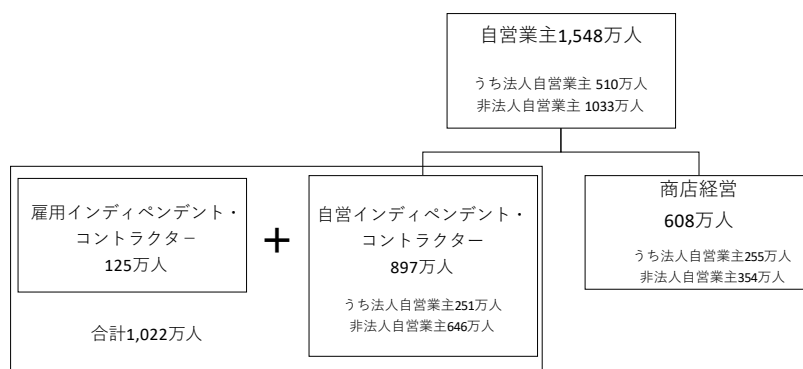 自営業主1,548万人
うち法人自営業主 510万人
非法人自営業主 1033万人
雇用インディペンデント・
コントラクタ－
125万人
合計1,022万人
+
自営インディペンデント・
コントラクター
897万人
うち法人自営業主251万人
非法人自営業主646万人
商店経営
608万人
うち法人自営業主255万人
非法人自営業主354万人